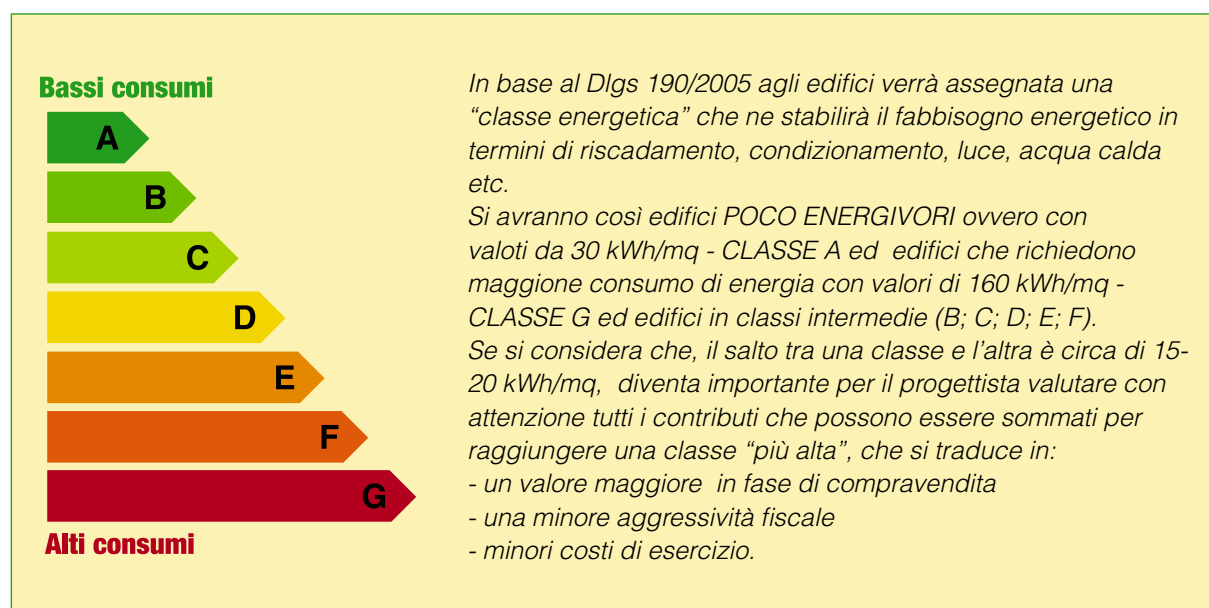 Bassi consumi
A
B
C
D
E
F
G
Alti consumi
In base al Dlgs 190/2005 agli edifici verrà assegnata una
“classe energetica” che ne stabilirà il fabbisogno energetico in
termini di riscadamento, condizionamento, luce, acqua calda
etc.
Si avranno così edifici POCO ENERGIVORI ovvero con
valoti da 30 kWh/mq - CLASSE A ed edifici che richiedono
maggione consumo di energia con valori di 160 kWh/mq -
CLASSE G ed edifici in classi intermedie (B; C; D; E; F).
Se si considera che, il salto tra una classe e l’altra è circa di 15-
20 kWh/mq, diventa importante per il progettista valutare con
attenzione tutti i contributi che possono essere sommati per
raggiungere una classe “più alta”, che si traduce in:
- un valore maggiore in fase di compravendita
- una minore aggressività fiscale
- minori costi di esercizio.